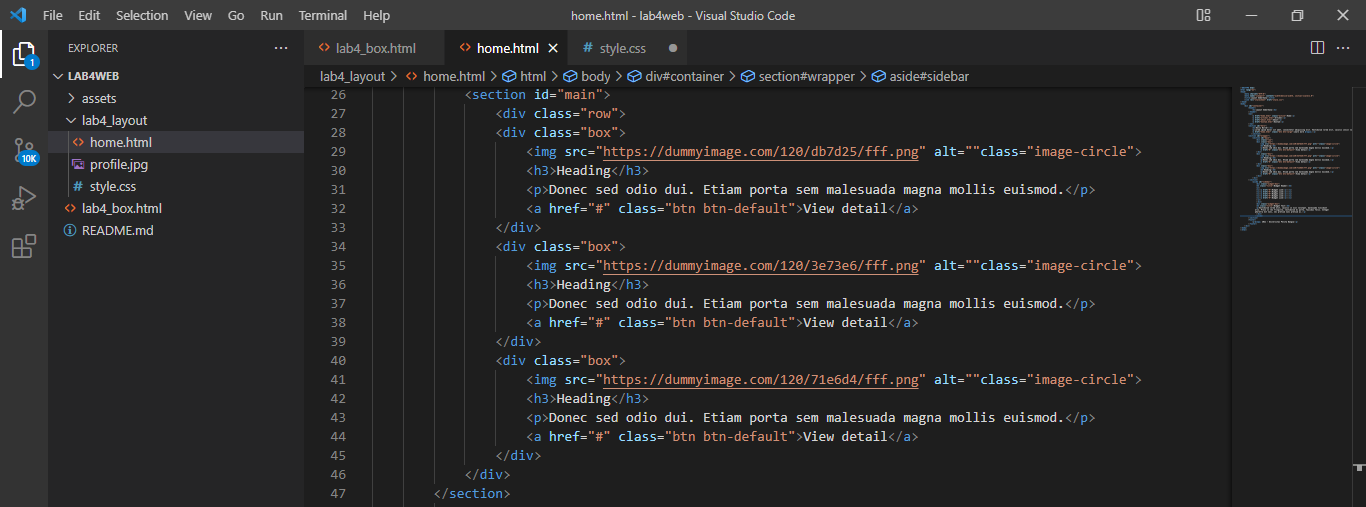 File Edit Selection View Go Run Terminal Help home.html - lab4web - Visual Studio Code
EXPLORER
LAB4WEB
assets
lab4_layout
home.html
profile.jpg
style.css
lab4_box.html
README.md
1
10K
lab4_box.html home.html style.css
lab4_layout > home.html > html > body > div#container > section#wrapper > aside#sidebar
26 <section id="main">
27 <div class="row">
28 <div class="box">
29 <img src="https://dummyimage.com/120/db7d25/fff.png" alt=""class="image-circle">
30 <h3>Heading</h3>
31 <p>Donec sed odio dui. Etiam porta sem malesuada magna mollis euismod.</p>
32 <a href="#" class="btn btn-default">View detail</a>
33 </div>
34 <div class="box">
35 <img src="https://dummyimage.com/120/3e73e6/fff.png" alt=""class="image-circle">
36 <h3>Heading</h3>
37 <p>Donec sed odio dui. Etiam porta sem malesuada magna mollis euismod.</p>
38 <a href="#" class="btn btn-default">View detail</a>
39 </div>
40 <div class="box">
41 <img src="https://dummyimage.com/120/71e6d4/fff.png" alt=""class="image-circle">
42 <h3>Heading</h3>
43 <p>Donec sed odio dui. Etiam porta sem malesuada magna mollis euismod.</p>
44 <a href="#" class="btn btn-default">View detail</a>
45 </div>
46 </div>
47 </section>